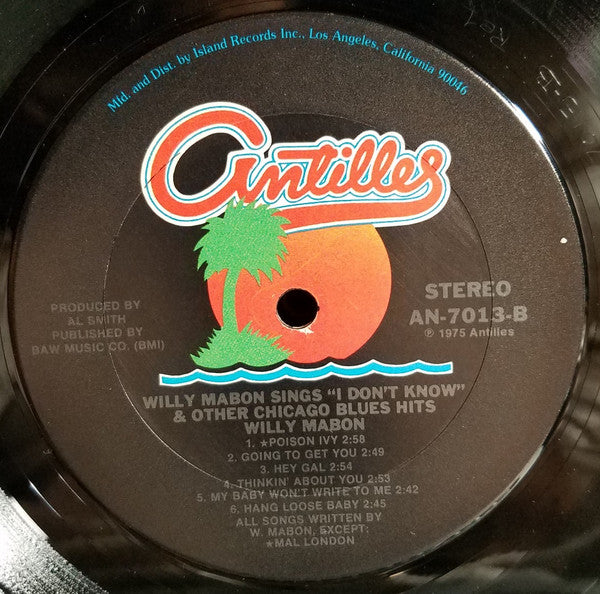 Mfd. and Dist. by Island Records Inc., Los Angeles, California 90046
Antilles
PRODUCED BY
AL SMITH
PUBLISHED BY
BAW MUSIC CO. (BMI)
STEREO
AN-7013-B
℗ 1975 Antilles
WILLY MABON SINGS "I DON'T KNOW"
& OTHER CHICAGO BLUES HITS
WILLY MABON
1. ★POISON IVY 2:58
2. GOING TO GET YOU 2:49
3. HEY GAL 2:54
4. THINKIN' ABOUT YOU 2:53
5. MY BABY WON'T WRITE TO ME 2:42
6. HANG LOOSE BABY 2:45
ALL SONGS WRITTEN BY
W. MABON, EXCEPT:
★MAL LONDON